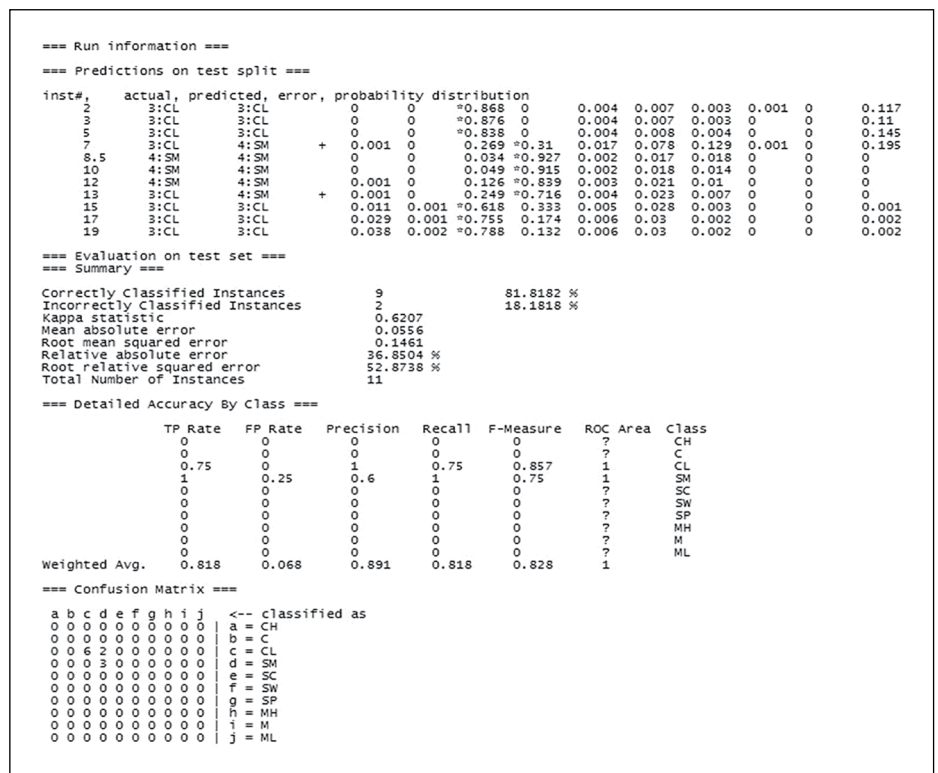 === Run information ===
=== Predictions on test split ===
inst#, actual, predicted, error, probability distribution
2 3:CL 3:CL 0 0 *0.868 0 0.004 0.007 0.003 0.001 0 0.117
3 3:CL 3:CL 0 0 *0.876 0 0.004 0.007 0.003 0 0 0.11
5 3:CL 3:CL 0 0 *0.838 0 0.004 0.008 0.004 0 0 0.145
7 3:CL 4:SM + 0.001 0 0.269 *0.31 0.017 0.078 0.129 0.001 0 0.195
8.5 4:SM 4:SM 0 0 0.034 *0.927 0.002 0.017 0.018 0 0 0
10 4:SM 4:SM 0 0 0.049 *0.915 0.002 0.018 0.014 0 0 0
12 4:SM 4:SM 0.001 0 0.126 *0.839 0.003 0.021 0.01 0 0 0
13 3:CL 4:SM + 0.001 0 0.249 *0.716 0.004 0.023 0.007 0 0 0
15 3:CL 3:CL 0.011 0.001 *0.618 0.333 0.005 0.028 0.003 0 0 0.001
17 3:CL 3:CL 0.029 0.001 *0.755 0.174 0.006 0.03 0.002 0 0 0.002
19 3:CL 3:CL 0.038 0.002 *0.788 0.132 0.006 0.03 0.002 0 0 0.002
=== Evaluation on test set ===
=== Summary ===
Correctly Classified Instances 9 81.8182 %
Incorrectly Classified Instances 2 18.1818 %
Kappa statistic 0.6207
Mean absolute error 0.0556
Root mean squared error 0.1461
Relative absolute error 36.8504 %
Root relative squared error 52.8738 %
Total Number of Instances 11
=== Detailed Accuracy By Class ===
TP Rate FP Rate Precision Recall F-Measure ROC Area Class
0 0 0 0 0 ? CH
0 0 0 0 0 ? C
0.75 0 1 0.75 0.857 1 CL
1 0.25 0.6 1 0.75 1 SM
0 0 0 0 0 ? SC
0 0 0 0 0 ? SW
0 0 0 0 0 ? SP
0 0 0 0 0 ? MH
0 0 0 0 0 ? M
0 0 0 0 0 ? ML
Weighted Avg. 0.818 0.068 0.891 0.818 0.828 1
=== Confusion Matrix ===
a b c d e f g h i j <-- classified as
0 0 0 0 0 0 0 0 0 0 | a = CH
0 0 0 0 0 0 0 0 0 0 | b = C
0 0 6 2 0 0 0 0 0 0 | c = CL
0 0 0 3 0 0 0 0 0 0 | d = SM
0 0 0 0 0 0 0 0 0 0 | e = SC
0 0 0 0 0 0 0 0 0 0 | f = SW
0 0 0 0 0 0 0 0 0 0 | g = SP
0 0 0 0 0 0 0 0 0 0 | h = MH
0 0 0 0 0 0 0 0 0 0 | i = M
0 0 0 0 0 0 0 0 0 0 | j = ML